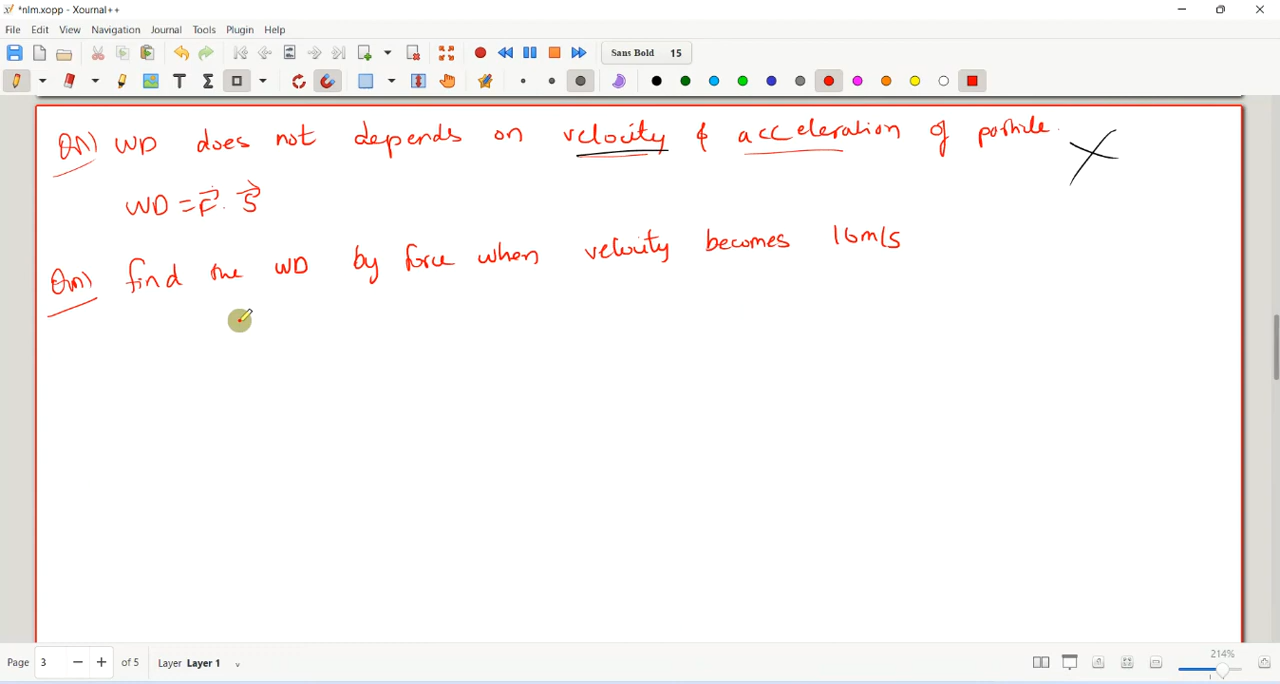 *nlm.xopp - Xournal++
File Edit View Navigation Journal Tools Plugin Help
Sans Bold 15
Qn) WD does not depends on velocity & acceleration of particle.
WD = F. S
Qn) find the WD by force when velocity becomes 16m/s
Page 3 of 5 Layer Layer 1 214%